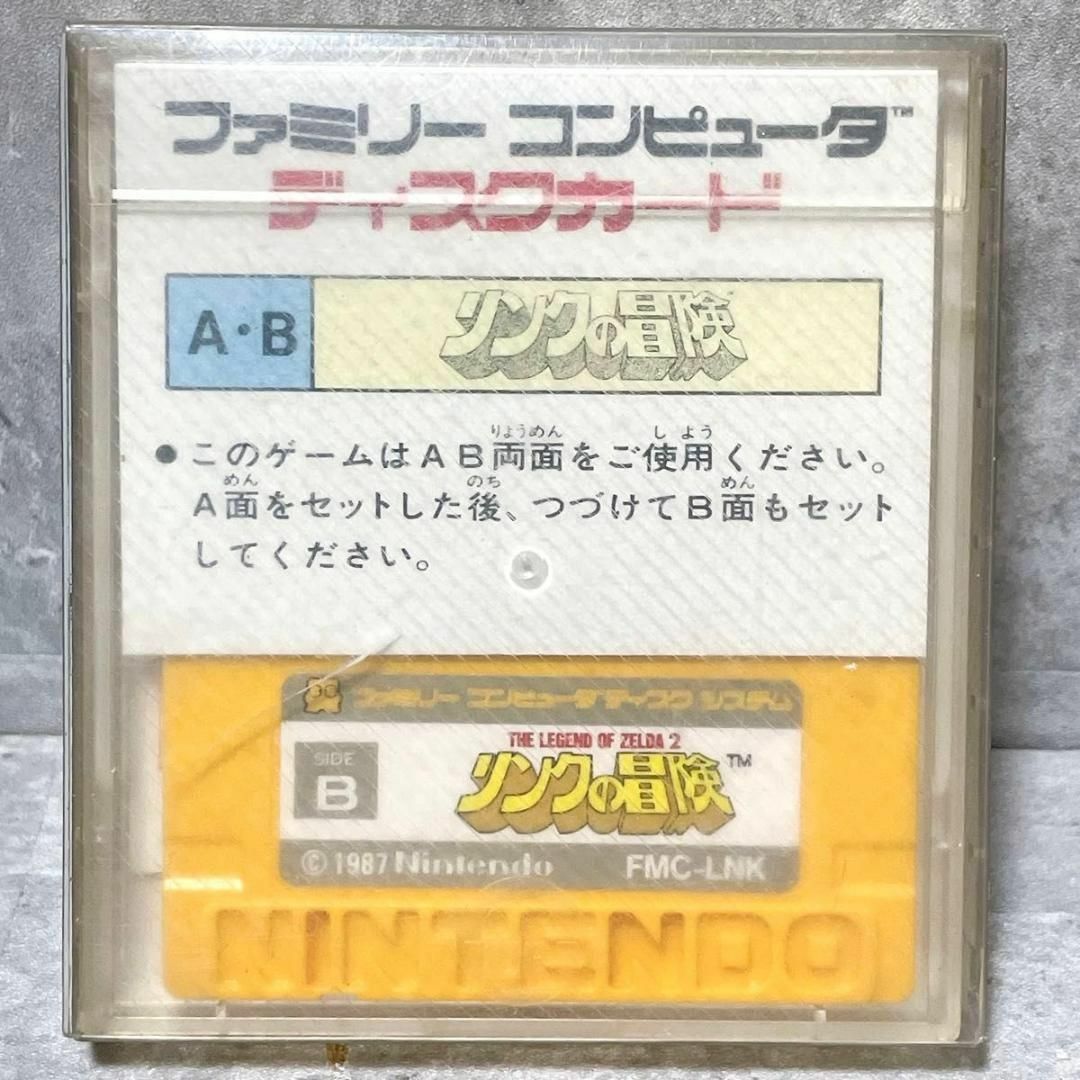 ファミリー コンピュータ™
ディスクカード
A・B
リンクの冒険
りょうめん しよう
●このゲームはAB両面をご使用ください。
めん のち めん
A面をセットした後、つづけてB面もセット
してください。
ファミリー コンピュータ ディスク システム
THE LEGEND OF ZELDA 2
SIDE
B
リンクの冒険™
©1987 Nintendo FMC-LNK
NINTENDO